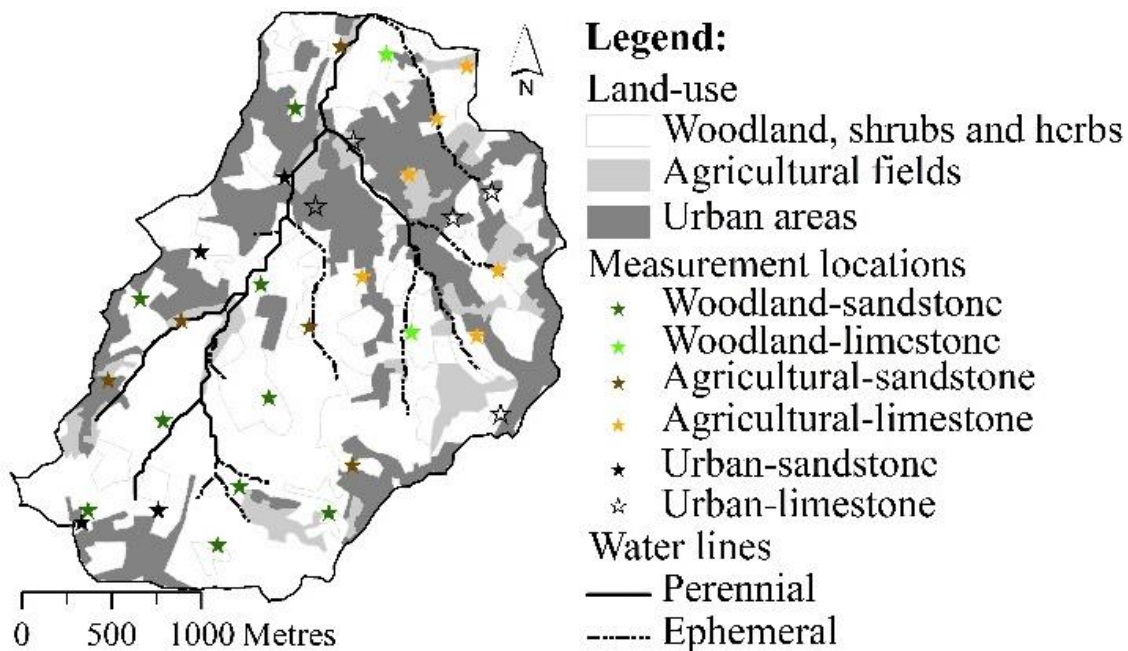 N
Legend:
Land-use
Woodland, shrubs and herbs
Agricultural fields
Urban areas
Measurement locations
Woodland-sandstone
Woodland-limestone
Agricultural-sandstone
Agricultural-limestone
Urban-sandstone
Urban-limestone
Water lines
Perennial
Ephemeral
0 500 1000 Metres